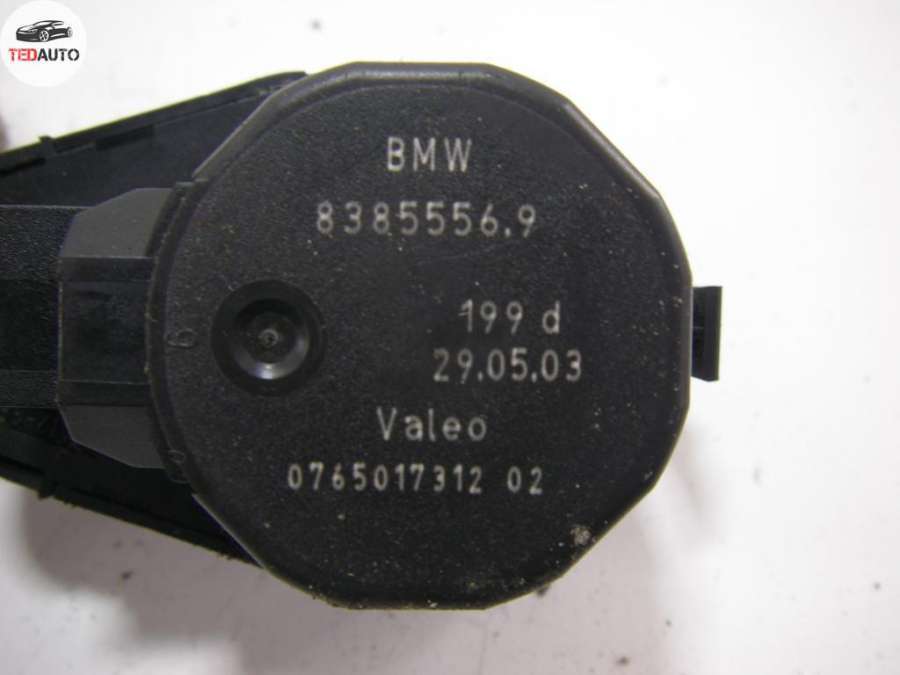 TEDAUTO
BMW
8385556.9
199 d
29.05.03
Valeo
0765017312 02